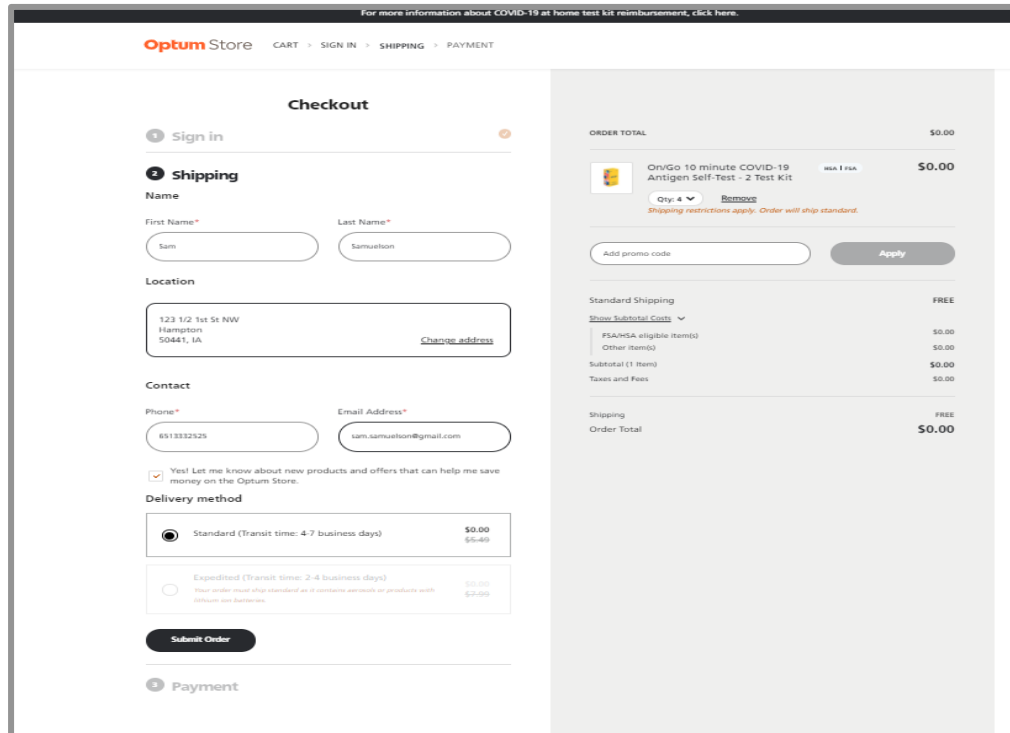 For more information about COVID-19 at home test kit reimbursement, click here.
Optum Store CART > SIGN IN > SHIPPING > PAYMENT
Checkout
1 Sign in
2 Shipping
Name
First Name* Last Name*
Sam Samuelson
Location
123 1/2 1st St NW
Hampton
50441, IA Change address
Contact
Phone* Email Address*
6513332525 sam.samuelson@gmail.com
Yes! Let me know about new products and offers that can help me save
money on the Optum Store.
Delivery method
Standard (Transit time: 4-7 business days) $0.00
$5.49
Expedited (Transit time: 2-4 business days) $0.00
Your order must ship standard as it contains aerosols or products with $7.99
lithium ion batteries.
Submit Order
3 Payment
ORDER TOTAL $0.00
On/Go 10 minute COVID-19 HSA | FSA $0.00
Antigen Self-Test - 2 Test Kit
Qty: 4 Remove
Shipping restrictions apply. Order will ship standard.
Add promo code Apply
Standard Shipping FREE
Show Subtotal Costs
FSA/HSA eligible item(s) $0.00
Other item(s) $0.00
Subtotal (1 Item) $0.00
Taxes and Fees $0.00
Shipping FREE
Order Total $0.00